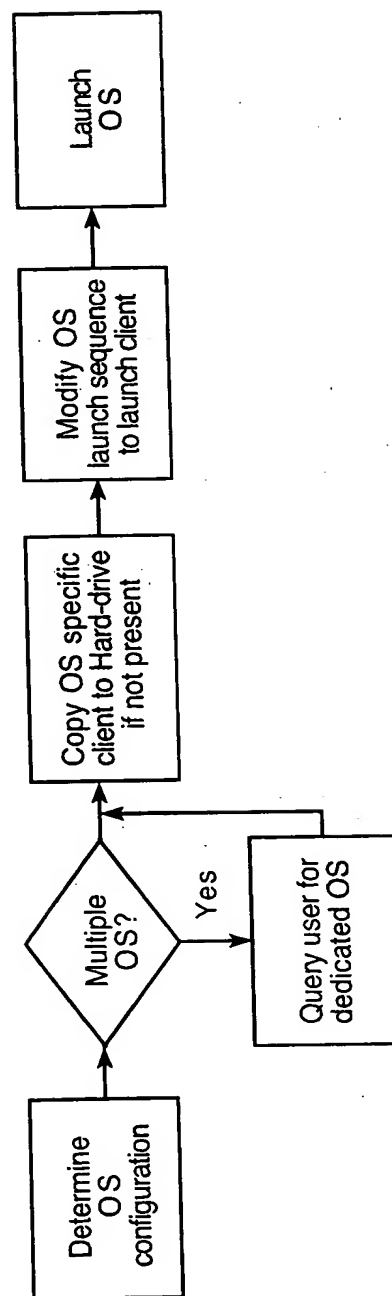 Determine
OS
configuration
Multiple
OS?
Yes
Query user for
dedicated OS
Copy OS specific
client to Hard-drive
if not present
Modify OS
launch sequence
to launch client
Launch
OS